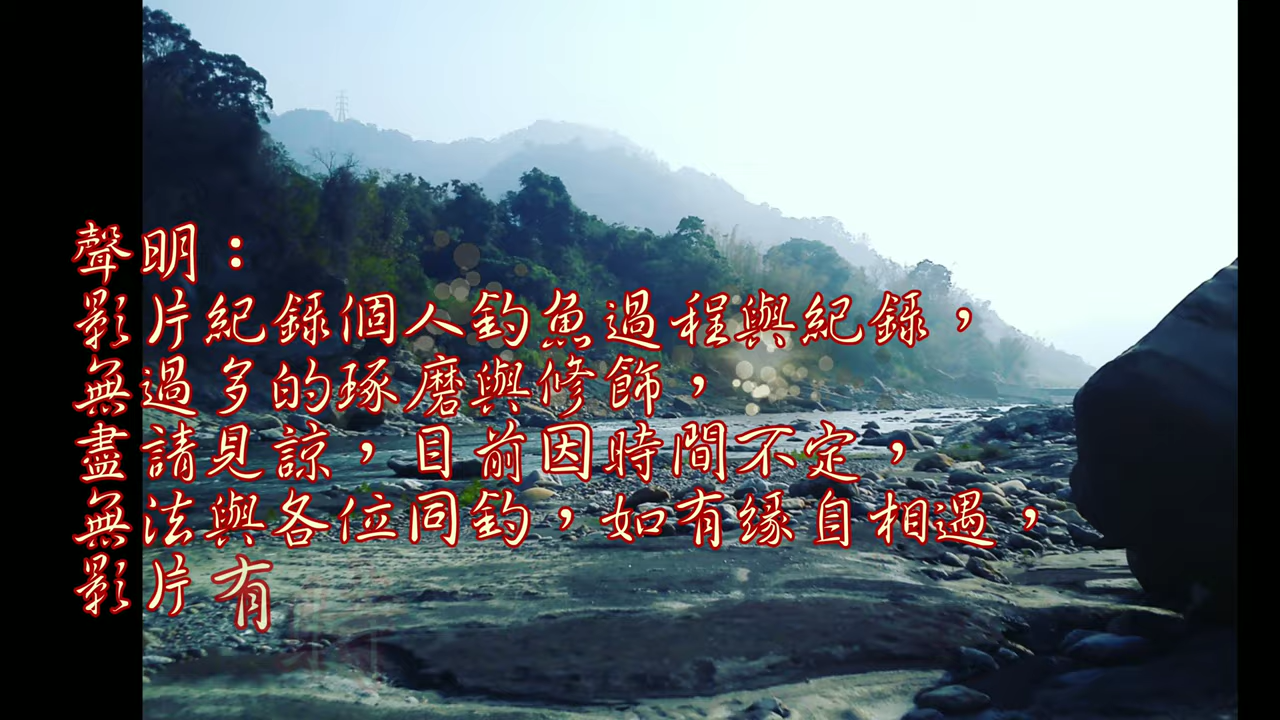 聲明：
影片紀錄個人釣魚過程與紀錄，
無過多的琢磨與修飾，
盡請見諒，目前因時間不定，
無法與各位同釣，如有緣自相遇，
影片有